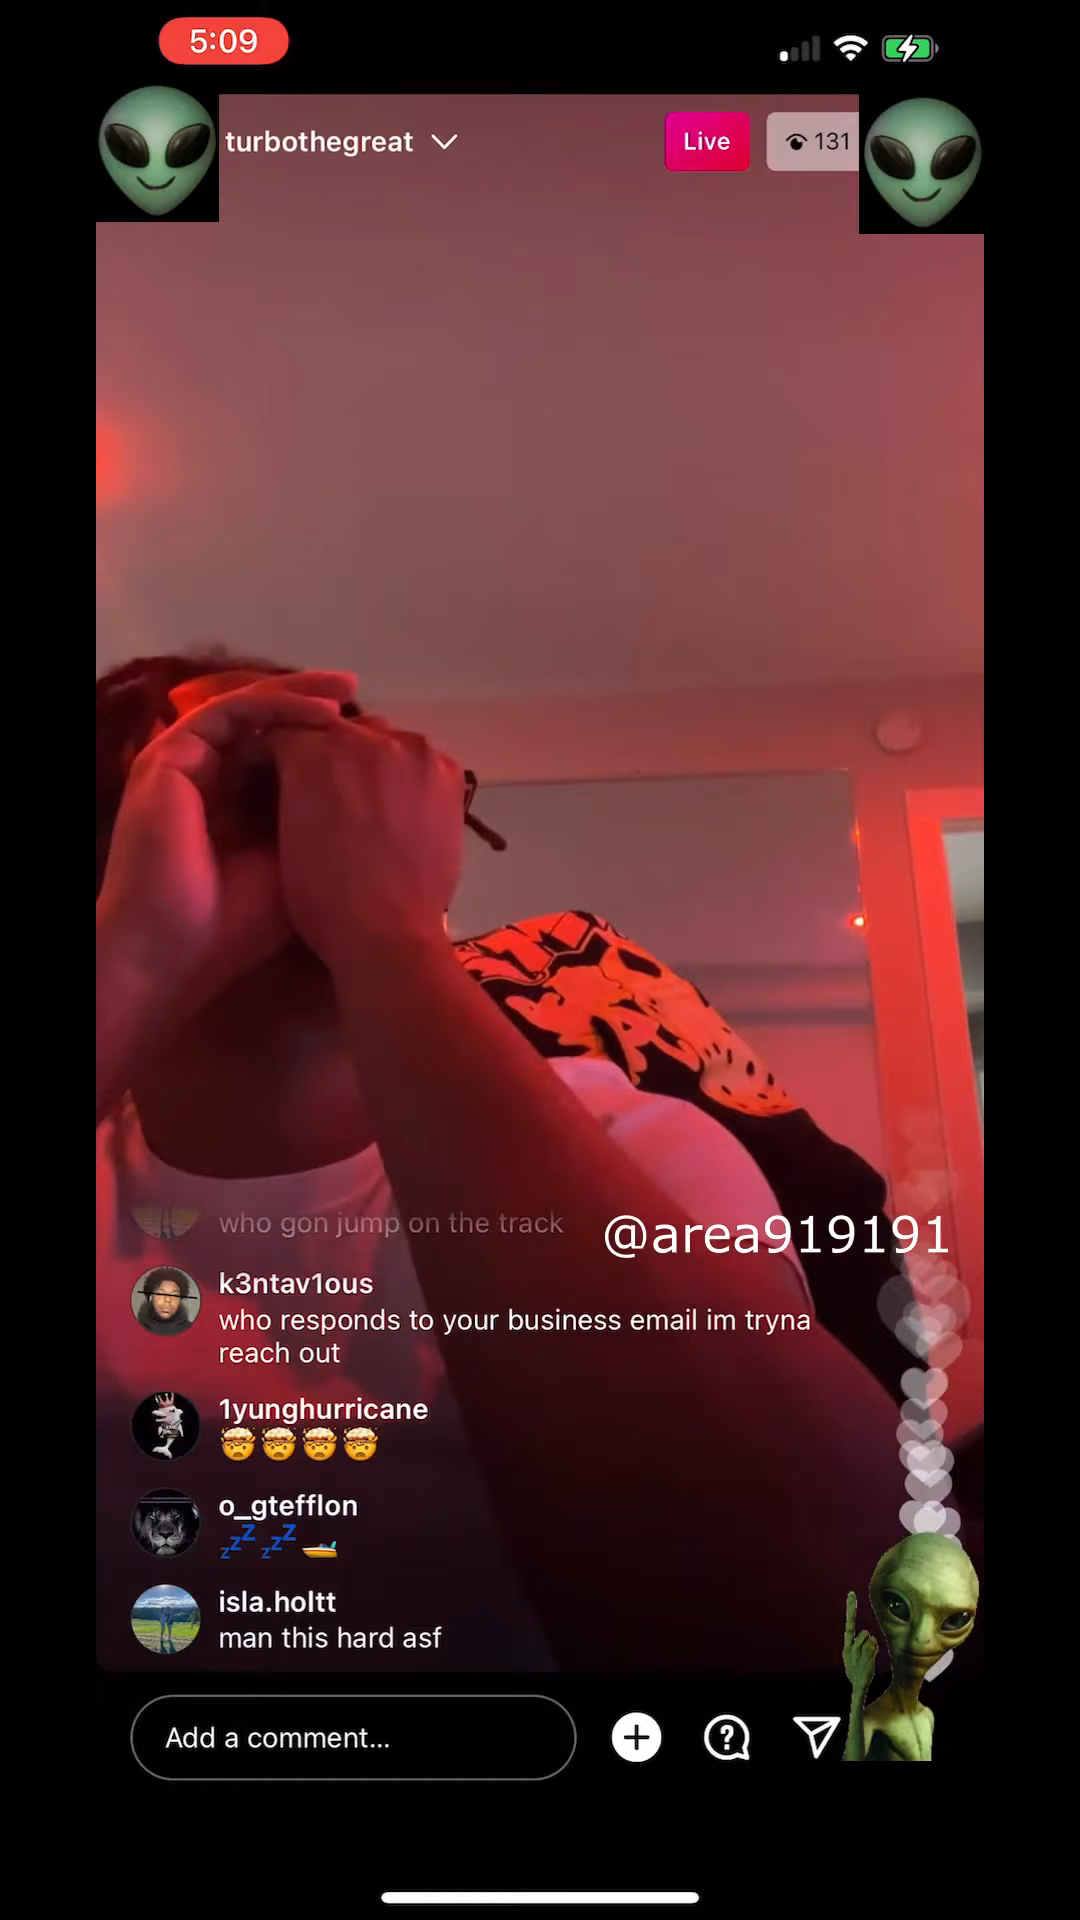 5:09
turbothegreat
Live
131
who gon jump on the track
@area919191
k3ntav1ous
who responds to your business email im tryna
reach out
1yunghurricane
🤯🤯🤯🤯
o_gtefflon
💤💤🚤
isla.holtt
man this hard asf
Add a comment...